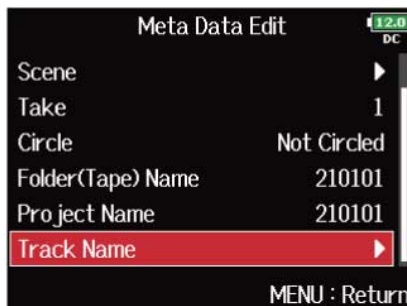 Meta Data Edit
12.0
DC
Scene
Take 1
Circle Not Circled
Folder(Tape) Name 210101
Project Name 210101
Track Name
MENU : Return